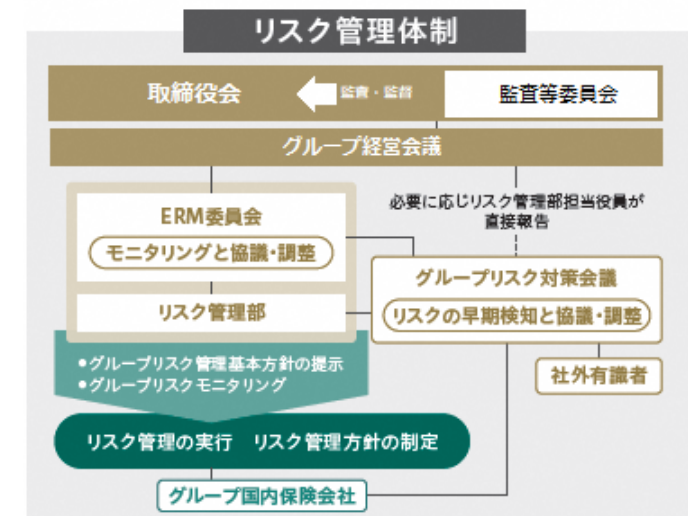 リスク管理体制
取締役会
監査・監督
監査等委員会
グループ経営会議
必要に応じリスク管理部担当役員が
直接報告
ERM委員会
モニタリングと協議・調整
リスク管理部
グループリスク対策会議
リスクの早期検知と協議・調整
社外有識者
●グループリスク管理基本方針の提示
●グループリスクモニタリング
リスク管理の実行 リスク管理方針の制定
グループ国内保険会社